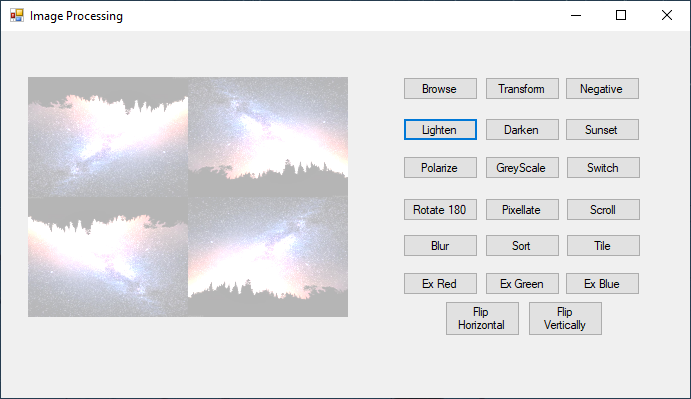 Image Processing
Browse Transform Negative
Lighten Darken Sunset
Polarize GreyScale Switch
Rotate 180 Pixellate Scroll
Blur Sort Tile
Ex Red Ex Green Ex Blue
Flip Horizontal Flip Vertically